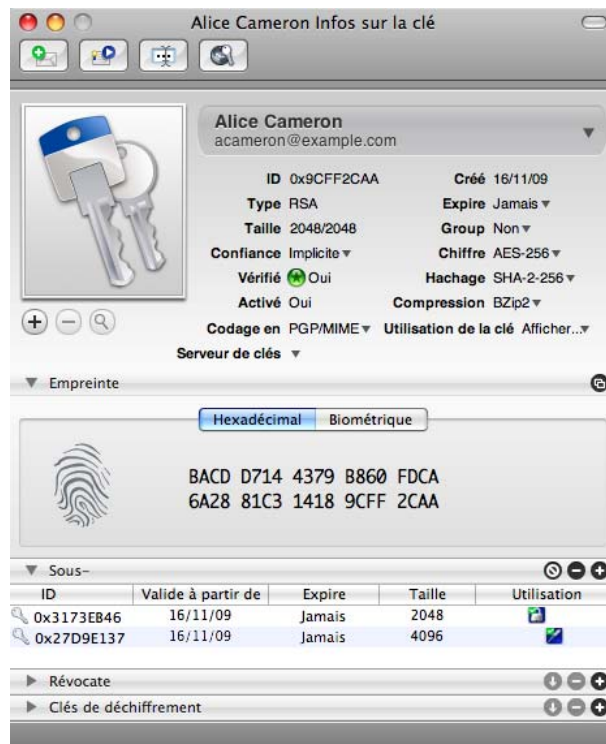 Alice Cameron Infos sur la clé
Alice Cameron
acameron@example.com
ID 0x9CFF2CAA Créé 16/11/09
Type RSA Expire Jamais
Taille 2048/2048 Group Non
Confiance Implicite Chiffre AES-256
Vérifié Oui Hachage SHA-2-256
Activé Oui Compression BZip2
Codage en PGP/MIME Utilisation de la clé Afficher...
Serveur de clés
Empreinte
Hexadécimal Biométrique
BACD D714 4379 B860 FDCA
6A28 81C3 1418 9CFF 2CAA
Sous-
ID Valide à partir de Expire Taille Utilisation
0x3173EB46 16/11/09 Jamais 2048
0x27D9E137 16/11/09 Jamais 4096
Révocate
Clés de déchiffrement